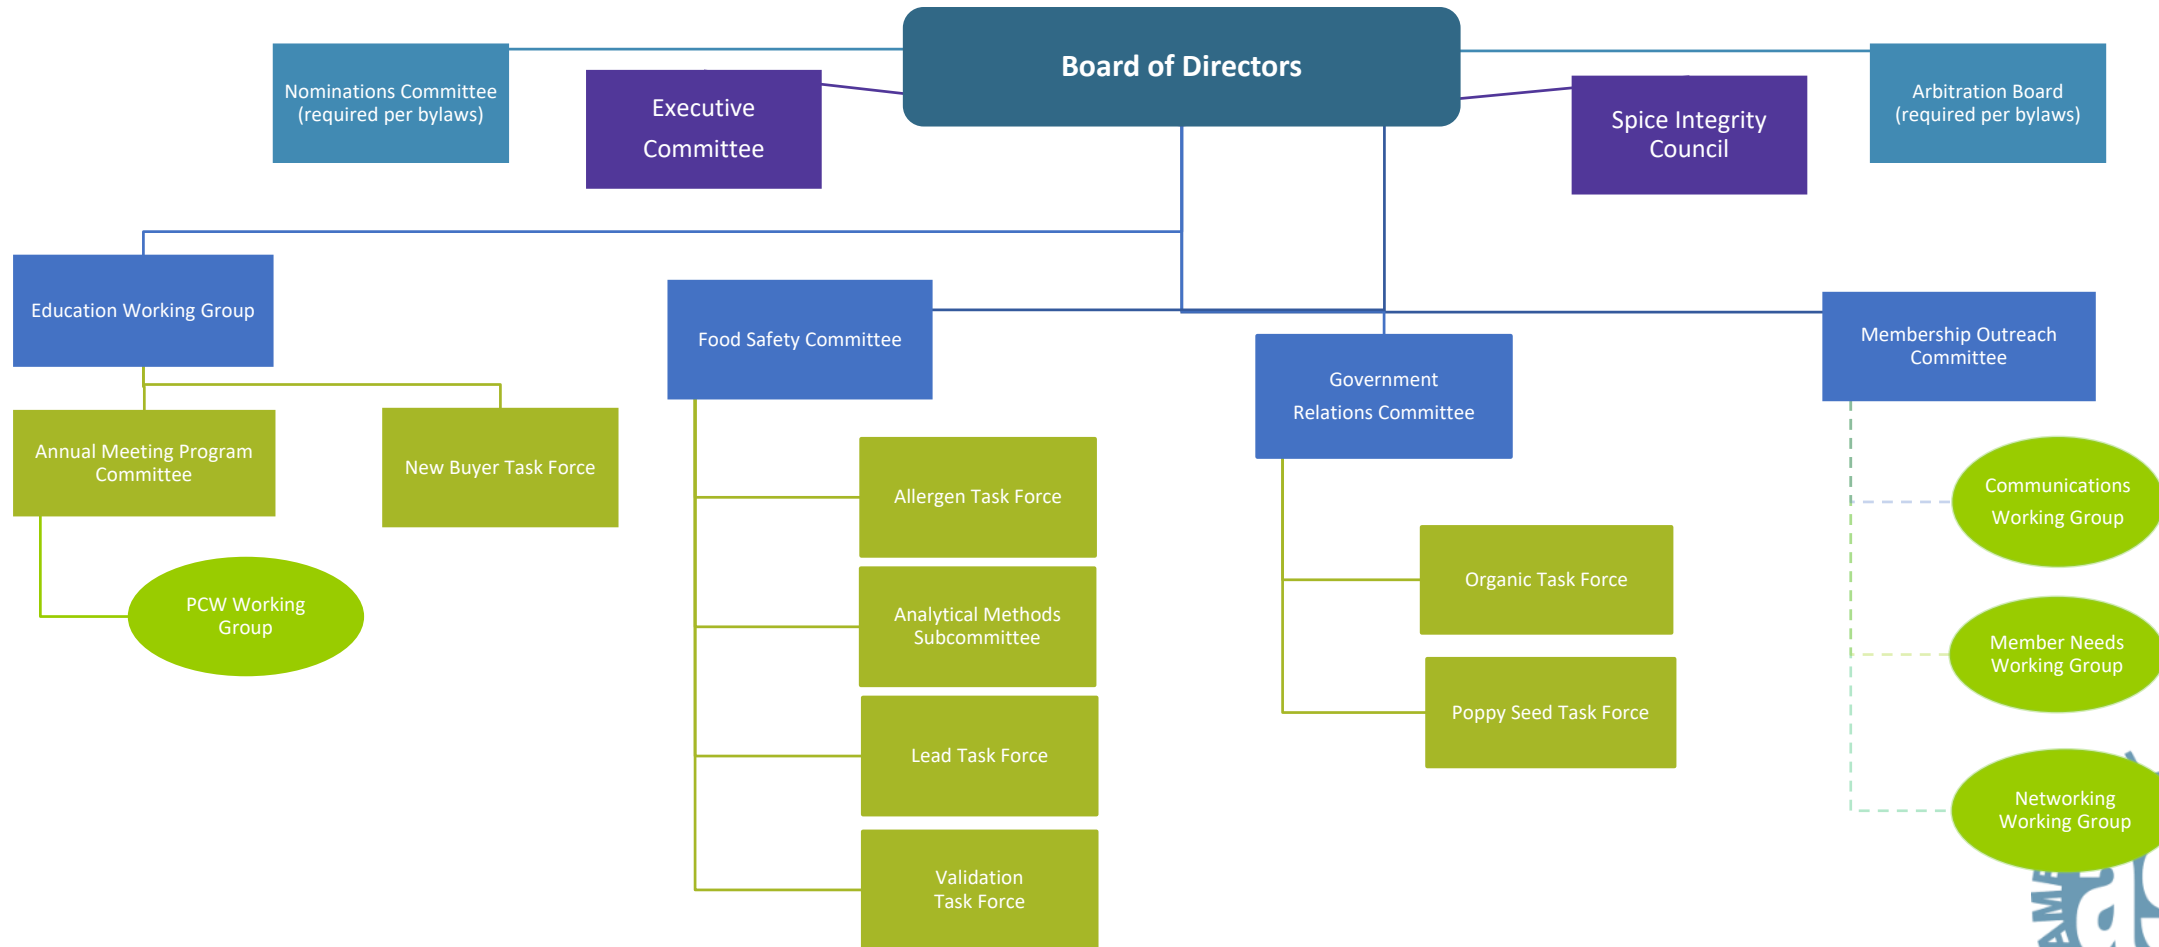 Board of Directors
Nominations Committee
(required per bylaws)
Executive
Committee
Spice Integrity
Council
Arbitration Board
(required per bylaws)
Education Working Group
Food Safety Committee
Government
Relations Committee
Membership Outreach
Committee
Annual Meeting Program
Committee
New Buyer Task Force
PCW Working
Group
Allergen Task Force
Analytical Methods
Subcommittee
Lead Task Force
Validation
Task Force
Organic Task Force
Poppy Seed Task Force
Communications
Working Group
Member Needs
Working Group
Networking
Working Group